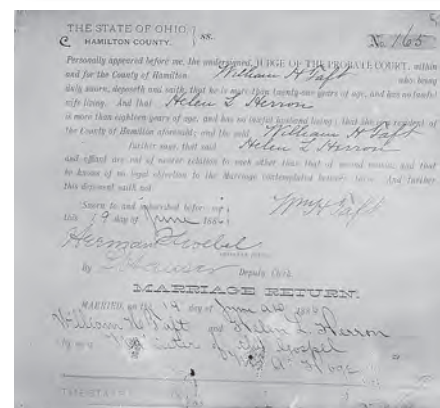 THE STATE OF OHIO, } ss.
HAMILTON COUNTY.
No. 165
Personally appeared before me, the undersigned, JUDGE OF THE PROBATE COURT, within
and for the County of Hamilton William H Taft who being
duly sworn, deposeth and saith, that he is more than twenty-one years of age, and has no lawful
wife living. And that Helen L Herron
is more than eighteen years of age, and has no lawful husband living; that she is a resident of
the County of Hamilton aforesaid; and the said William H Taft
further says, that said Helen L Herron
and affiant are not of nearer relation to each other than that of second cousin, and that
he knows of no legal objection to the Marriage contemplated between them. And further
this deponent saith not.
Sworn to and subscribed before me,
this 19 day of June 1886
Wm H Taft
Herman
By Deputy Clerk.
MARRIAGE RETURN.
MARRIED, on the 19 day of June 1886
William H Taft and Helen L Herron
by me a Minister of the Gospel